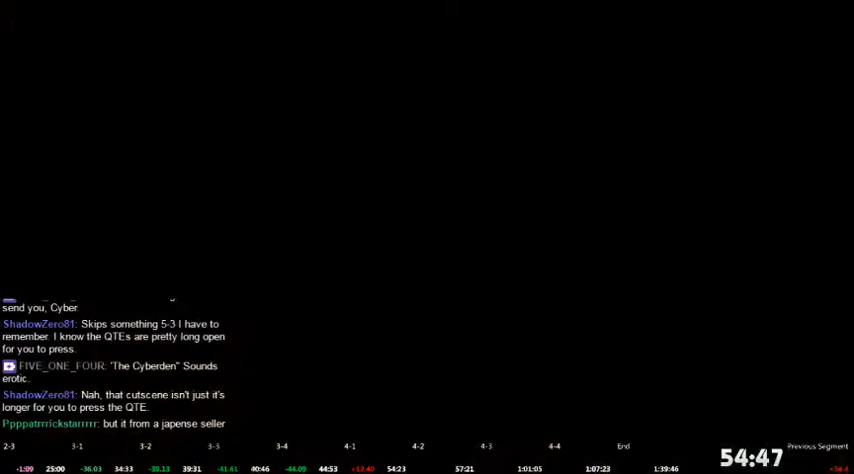 send you, Cyber.
ShadowZero81: Skips something 5-3 I have to
remember. I know the QTEs are pretty long open
for you to press.
FIVE_ONE_FOUR: 'The Cyberden" Sounds
erotic.
ShadowZero81: Nah, that cutscene isn't just it's
longer for you to press the QTE.
Ppppatrrrickstarrrrr: but it from a japense seller
2-3 3-1 3-2 3-3 3-4 4-1 4-2 4-3 4-4 End Previous Segment
54:47
-1:09 25:00 -36.03 34:33 -39.13 39:31 -41.61 40:46 -44.09 44:53 +12.40 54:23 57:21 1:01:05 1:07:23 1:39:46